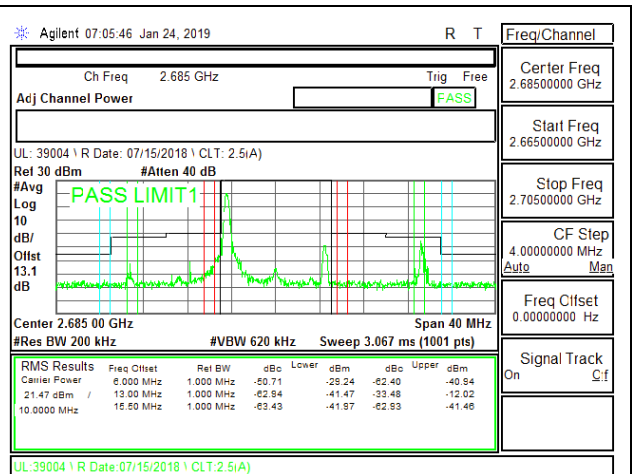 Agilent 07:05:46 Jan 24, 2019 R T
Freq/Channel
Ch Freq 2.685 GHz Trig Free
Adj Channel Power PASS
Center Freq
2.68500000 GHz
Start Freq
2.66500000 GHz
Stop Freq
2.70500000 GHz
CF Step
4.00000000 MHz
Auto Man
Freq Offset
0.00000000 Hz
Signal Track
On Off
UL: 39004 \ R Date: 07/15/2018 \ CLT: 2.5(A)
Ref 30 dBm #Atten 40 dB
#Avg
Log
10
dB/
Offst
13.1
dB
PASS LIMIT1
Center 2.685 00 GHz Span 40 MHz
#Res BW 200 kHz #VBW 620 kHz Sweep 3.067 ms (1001 pts)
RMS Results Freq Offset Ref BW dBc Lower dBm dBc Upper dBm
Carrier Power 6.000 MHz 1.000 MHz -50.71 -29.24 -62.40 -40.94
21.47 dBm / 13.00 MHz 1.000 MHz -62.94 -41.47 -33.48 -12.02
10.0000 MHz 15.50 MHz 1.000 MHz -63.43 -41.97 -62.93 -41.46
UL:39004 \ R Date:07/15/2018 \ CLT:2.5(A)